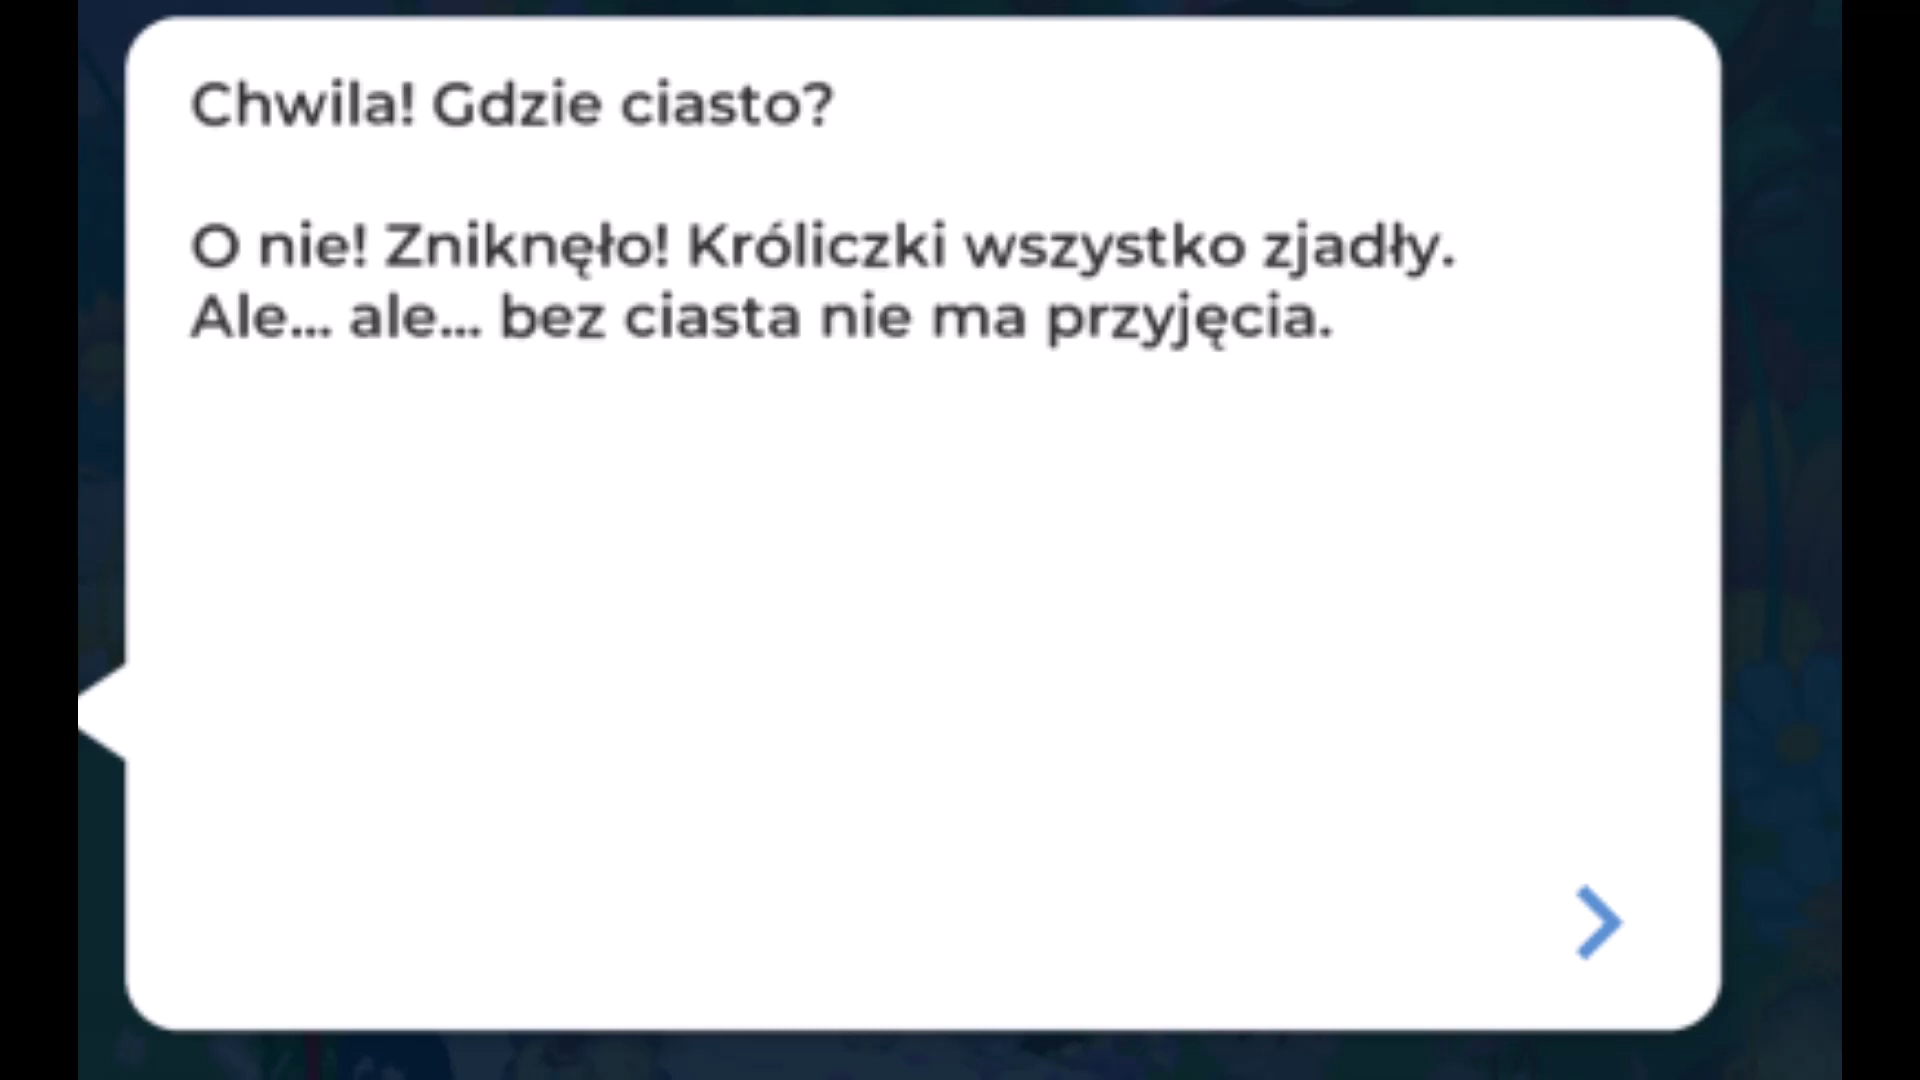 Chwila! Gdzie ciasto?
O nie! Zniknęło! Króliczki wszystko zjadły.
Ale... ale... bez ciasta nie ma przyjęcia.